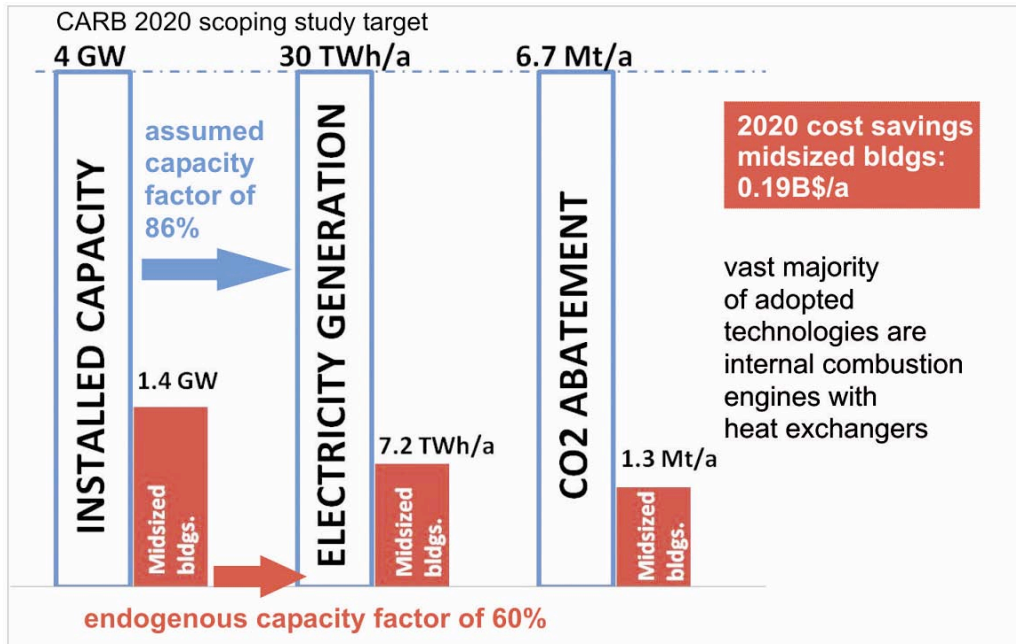 CARB 2020 scoping study target
4 GW
30 TWh/a
6.7 Mt/a
INSTALLED CAPACITY
assumed
capacity
factor of
86%
1.4 GW
Midsized
bldgs.
ELECTRICITY GENERATION
7.2 TWh/a
Midsized
bldgs.
CO2 ABATEMENT
1.3 Mt/a
Midsized
bldgs.
endogenous capacity factor of 60%
2020 cost savings
midsized bldgs:
0.19B$/a
vast majority
of adopted
technologies are
internal combustion
engines with
heat exchangers